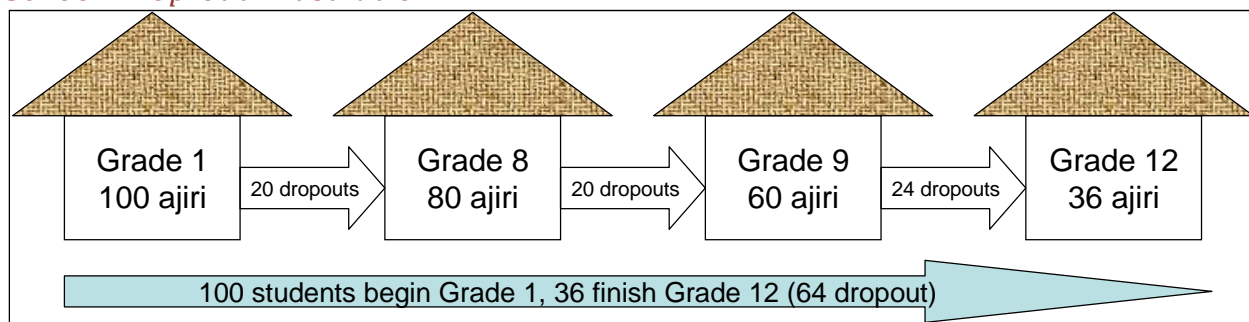 Grade 1
100 ajiri
20 dropouts
Grade 8
80 ajiri
20 dropouts
Grade 9
60 ajiri
24 dropouts
Grade 12
36 ajiri
100 students begin Grade 1, 36 finish Grade 12 (64 dropout)